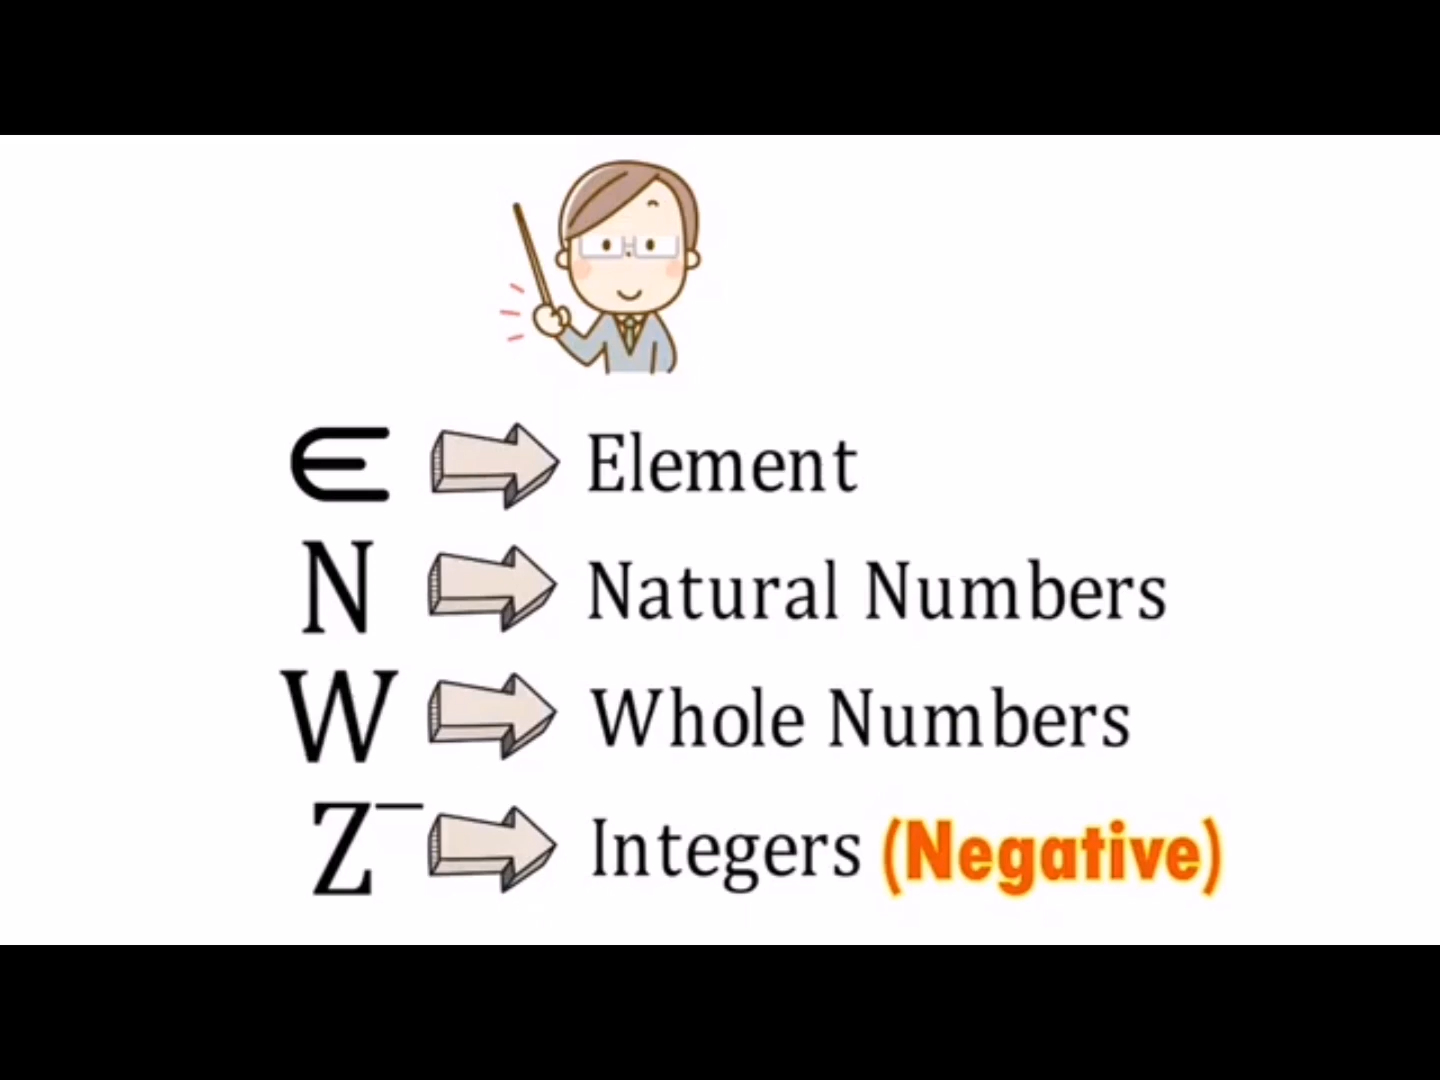 ∈ Element
N Natural Numbers
W Whole Numbers
Z⁻ Integers (Negative)